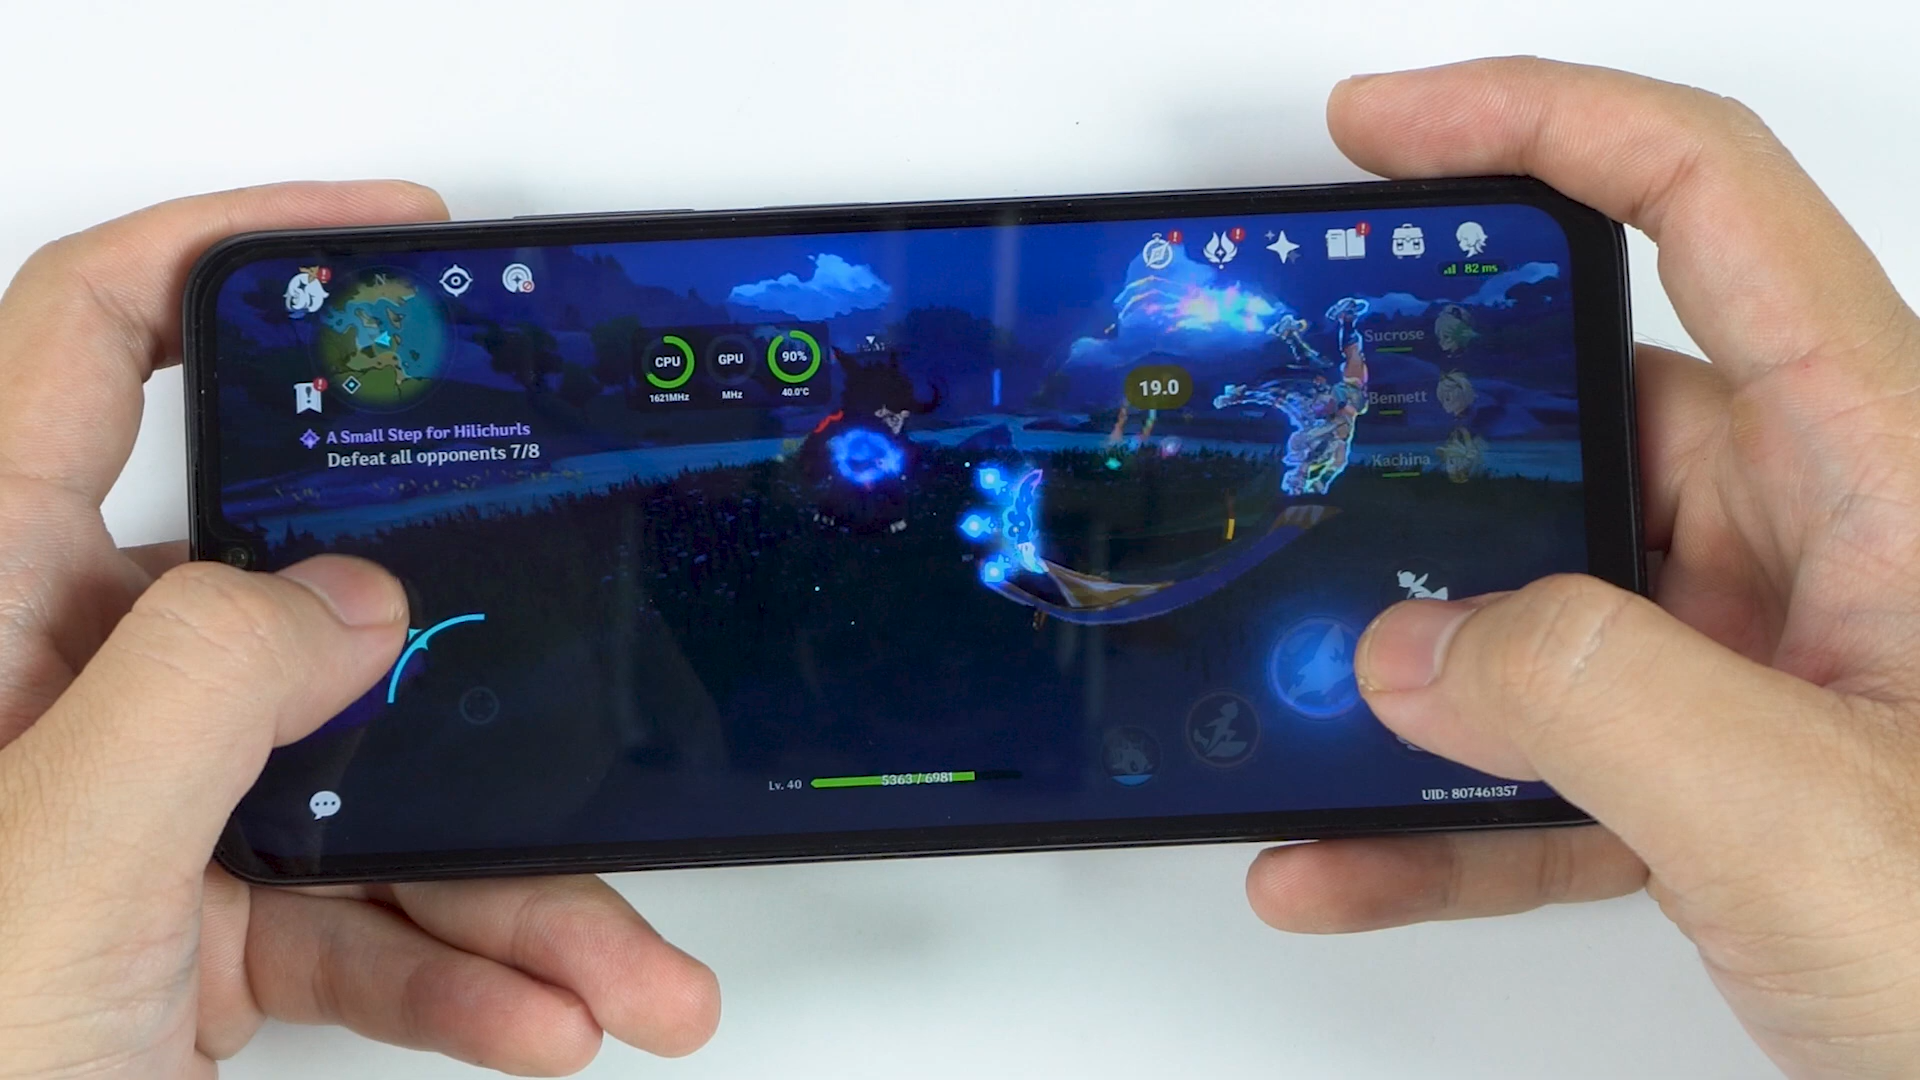 N
82 ms
Sucrose
CPU
GPU
90%
1621MHz
MHz
40.0°C
19.0
Bennett
A Small Step for Hilichurls
Defeat all opponents 7/8
Kachina
Lv. 40
5363 / 6981
UID: 807461357